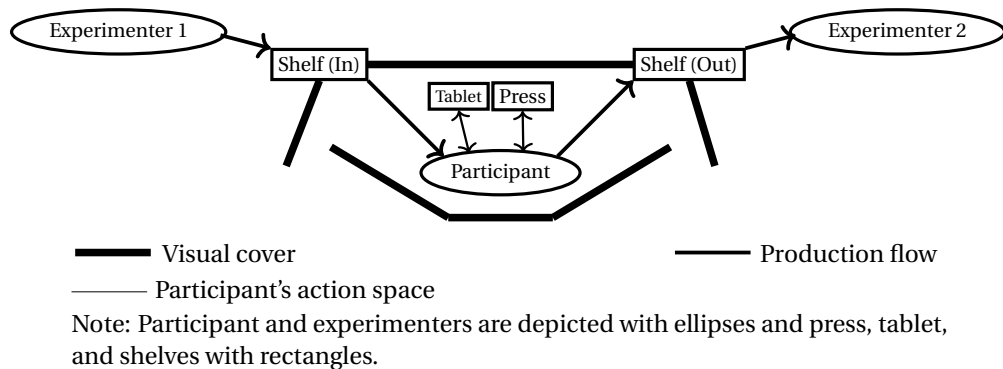 Experimenter 1
Experimenter 2
Shelf (In)
Shelf (Out)
Tablet
Press
Participant
Visual cover
Production flow
Participant’s action space
Note: Participant and experimenters are depicted with ellipses and press, tablet,
and shelves with rectangles.